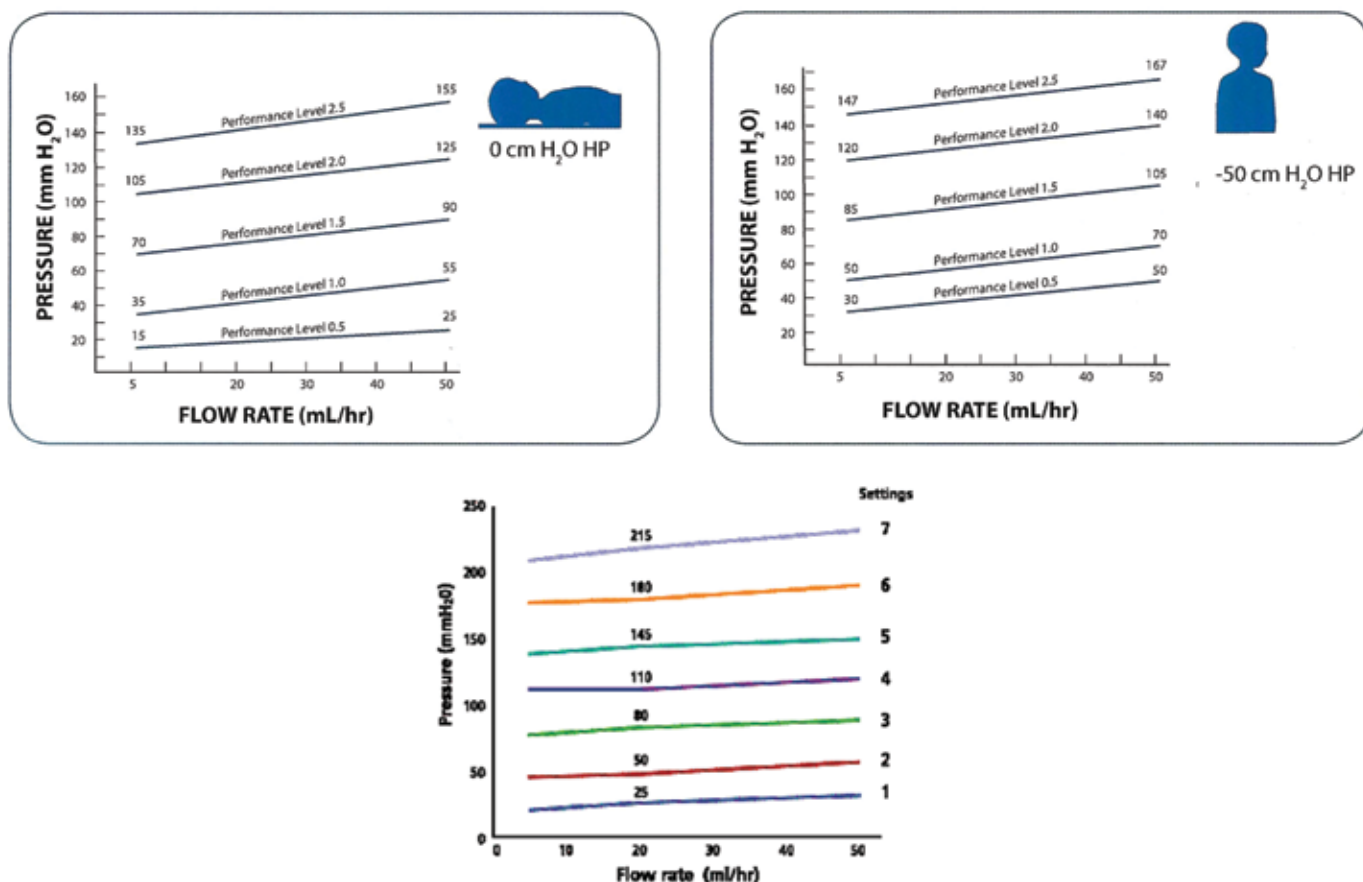 PRESSURE (mm H2O)
160
140
120
100
80
60
40
20
135 Performance Level 2.5 155
105 Performance Level 2.0 125
70 Performance Level 1.5 90
35 Performance Level 1.0 55
15 Performance Level 0.5 25
5 20 30 40 50
FLOW RATE (mL/hr)
0 cm H2O HP
PRESSURE (mm H2O)
160
140
120
100
80
60
40
20
147 Performance Level 2.5 167
120 Performance Level 2.0 140
85 Performance Level 1.5 105
50 Performance Level 1.0 70
30 Performance Level 0.5 50
5 20 30 40 50
FLOW RATE (mL/hr)
-50 cm H2O HP
Settings
Pressure (mmH20)
250
200
150
100
50
0
215 7
180 6
145 5
110 4
80 3
50 2
25 1
0 10 20 30 40 50
Flow rate (ml/hr)